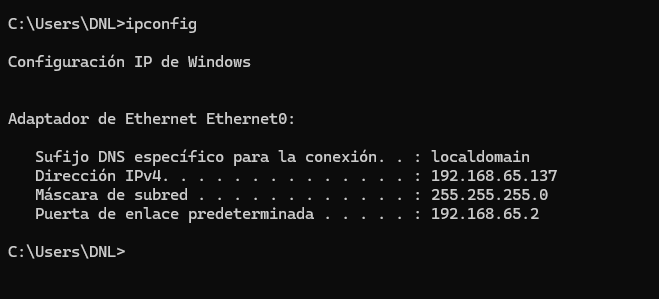 C:\Users\DNL>ipconfig
Configuración IP de Windows
Adaptador de Ethernet Ethernet0:
Sufijo DNS específico para la conexión. . : localdomain
Dirección IPv4. . . . . . . . . . . . . . : 192.168.65.137
Máscara de subred . . . . . . . . . . . . : 255.255.255.0
Puerta de enlace predeterminada . . . . . : 192.168.65.2
C:\Users\DNL>